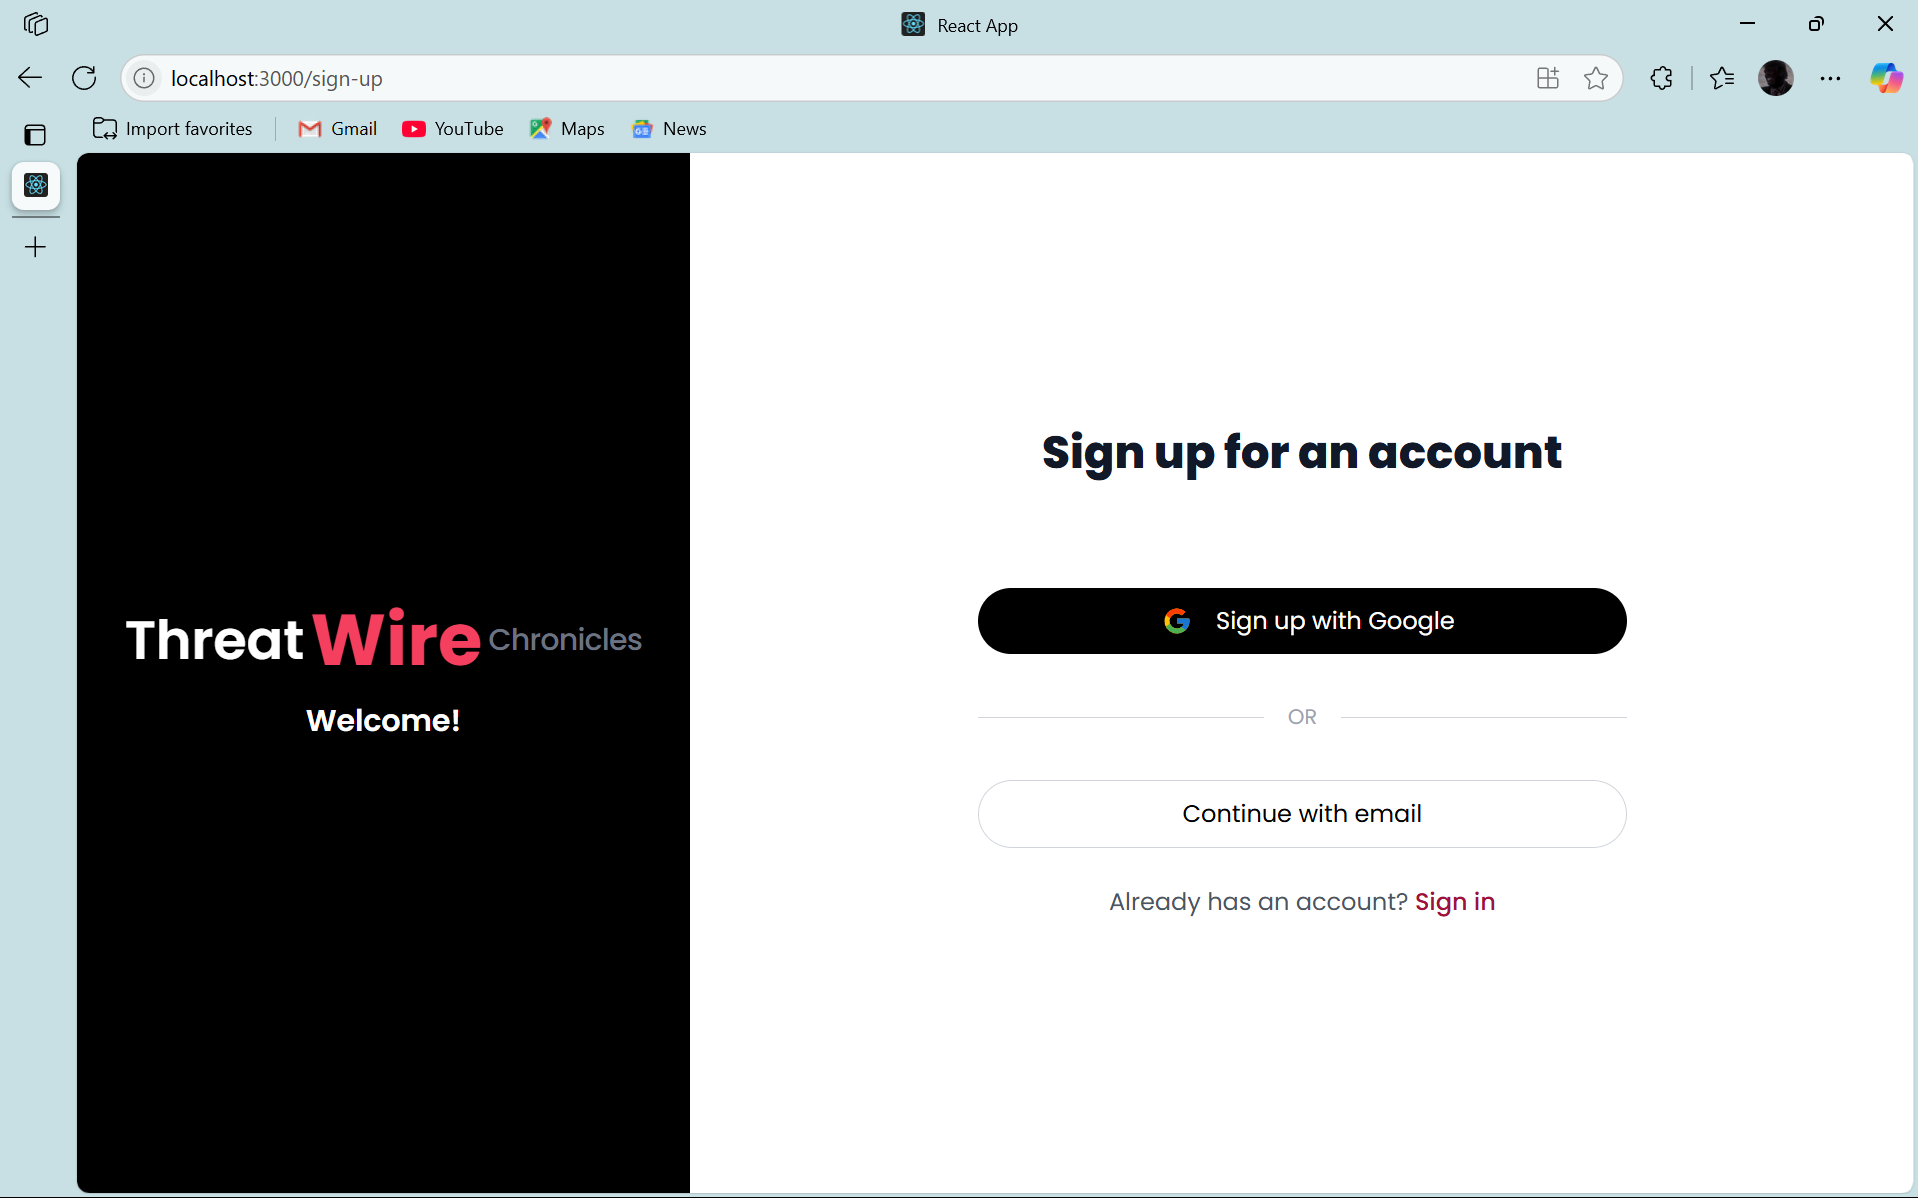 React App
localhost:3000/sign-up
Import favorites Gmail YouTube Maps News
Threat Wire Chronicles
Welcome!
Sign up for an account
Sign up with Google
OR
Continue with email
Already has an account? Sign in